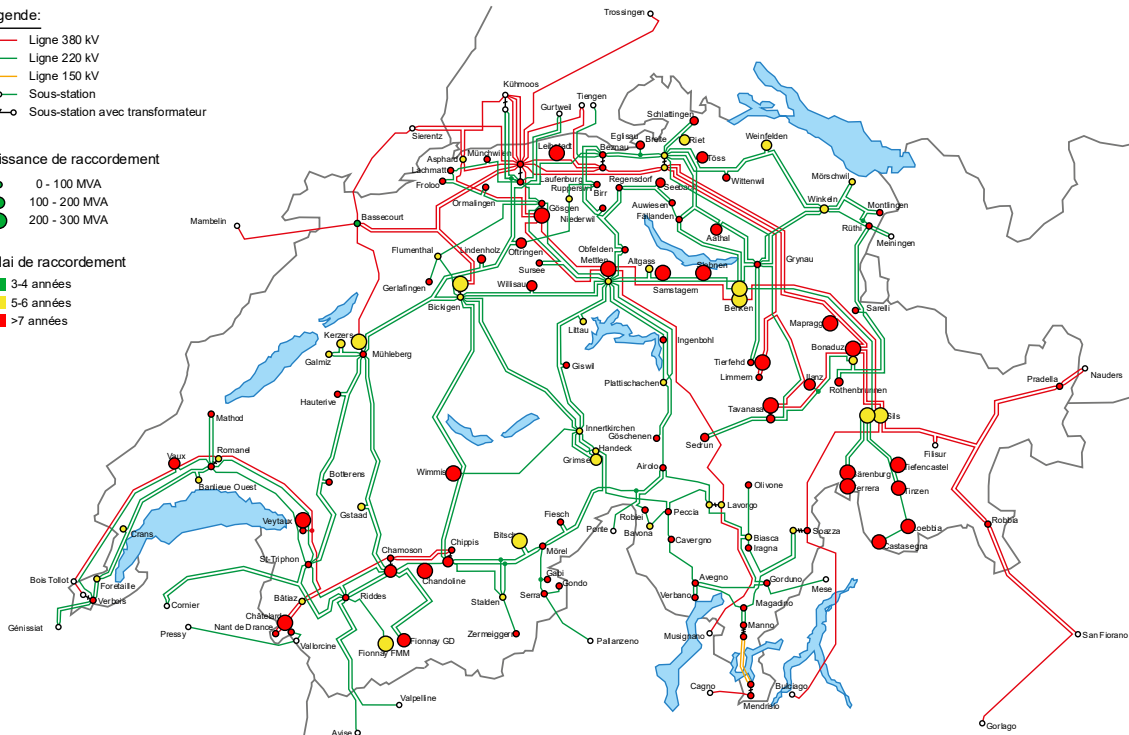 gende:
Ligne 380 kV
Ligne 220 kV
Ligne 150 kV
Sous-station
Sous-station avec transformateur
issance de raccordement
0 - 100 MVA
100 - 200 MVA
200 - 300 MVA
lai de raccordement
3-4 années
5-6 années
>7 années
Trossingen
Kühmoos
Tiengen
Gurtweil
Sierentz
Schlattingen
Eglisau
Breite
Riet
Weinfelden
Asphard
Münchwilen
Leibstadt
Beznau
Töss
Lachmatt
Froloo
Laufenburg
Regensdorf
Seebach
Wittenwil
Mörschwil
Rupperswil
Birr
Ormalingen
Gösgen
Niederwil
Auwiesen
Fällanden
Winkeln
Montlingen
Mambelin
Bassecourt
Rüthi
Meiningen
Aathal
Flumenthal
Lindenholz
Oftringen
Obfelden
Sursee
Mettlen
Altgass
Siebnen
Grynau
Gerlafingen
Willisau
Samstagern
Bickigen
Benken
Sarelli
Mapragg
Littau
Kerzers
Ingenbohl
Bonaduz
Galmiz
Mühleberg
Giswil
Tierfehd
Limmern
Ilanz
Rothenbrunnen
Plattischachen
Nauders
Pradella
Hauterive
Tavanasa
Sils
Mathod
Innertkirchen
Handeck
Göschenen
Sedrun
Romanel
Vaux
Grimsel
Filisur
Wimmis
Airolo
Bärenburg
Tiefencastel
Banlieue Ouest
Botterens
Olivone
Ferrera
Tinzen
Gstaad
Fiesch
Robiei
Peccia
Lavorgo
Veytaux
Crans
Ponte
Bavona
Robbia
Löbbia
Soazza
Bitsch
Biasca
Iragna
Cavergno
Castasegna
Mörel
Chippis
Chamoson
St-Triphon
Bois Tollot
Foretaille
Chandoline
Gabi
Gondo
Avegno
Gorduno
Mese
Verbois
Bâtiaz
Riddes
Stalden
Serra
Verbano
Cornier
Magadino
Châtelard
Génissiat
Pressy
Nant de Drance
Zermeiggern
Pallanzeno
Musignano
Manno
San Fiorano
Vallorcine
Fionnay GD
Fionnay FMM
Cagno
Bulciago
Valpelline
Mendrisio
Gorlago
Avise